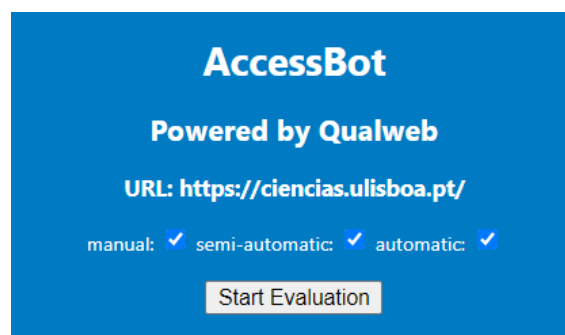 AccessBot
Powered by Qualweb
URL: https://ciencias.ulisboa.pt/
manual: semi-automatic: automatic:
Start Evaluation